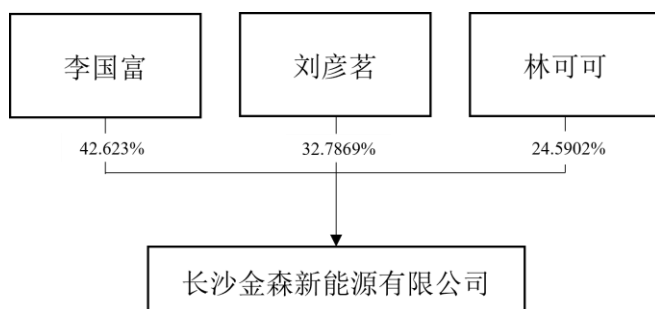 李国富
刘彦茗
林可可
42.623%
32.7869%
24.5902%
长沙金森新能源有限公司